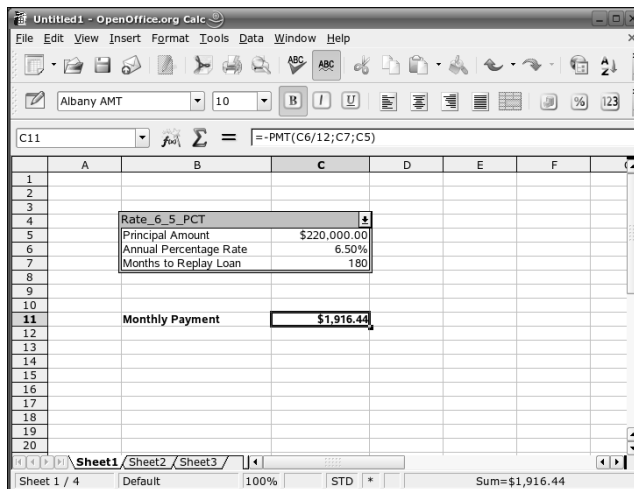 Untitled1 - OpenOffice.org Calc
File Edit View Insert Format Tools Data Window Help
ABC ABC
Albany AMT 10 B I U % 123
C11 f(x) Σ = =-PMT(C6/12;C7;C5)
A B C D E F
1
2
3
4 Rate_6_5_PCT
5 Principal Amount $220,000.00
6 Annual Percentage Rate 6.50%
7 Months to Replay Loan 180
8
9
10
11 Monthly Payment $1,916.44
12
13
14
15
16
17
18
19
20
Sheet1 Sheet2 Sheet3
Sheet 1 / 4 Default 100% STD * Sum=$1,916.44